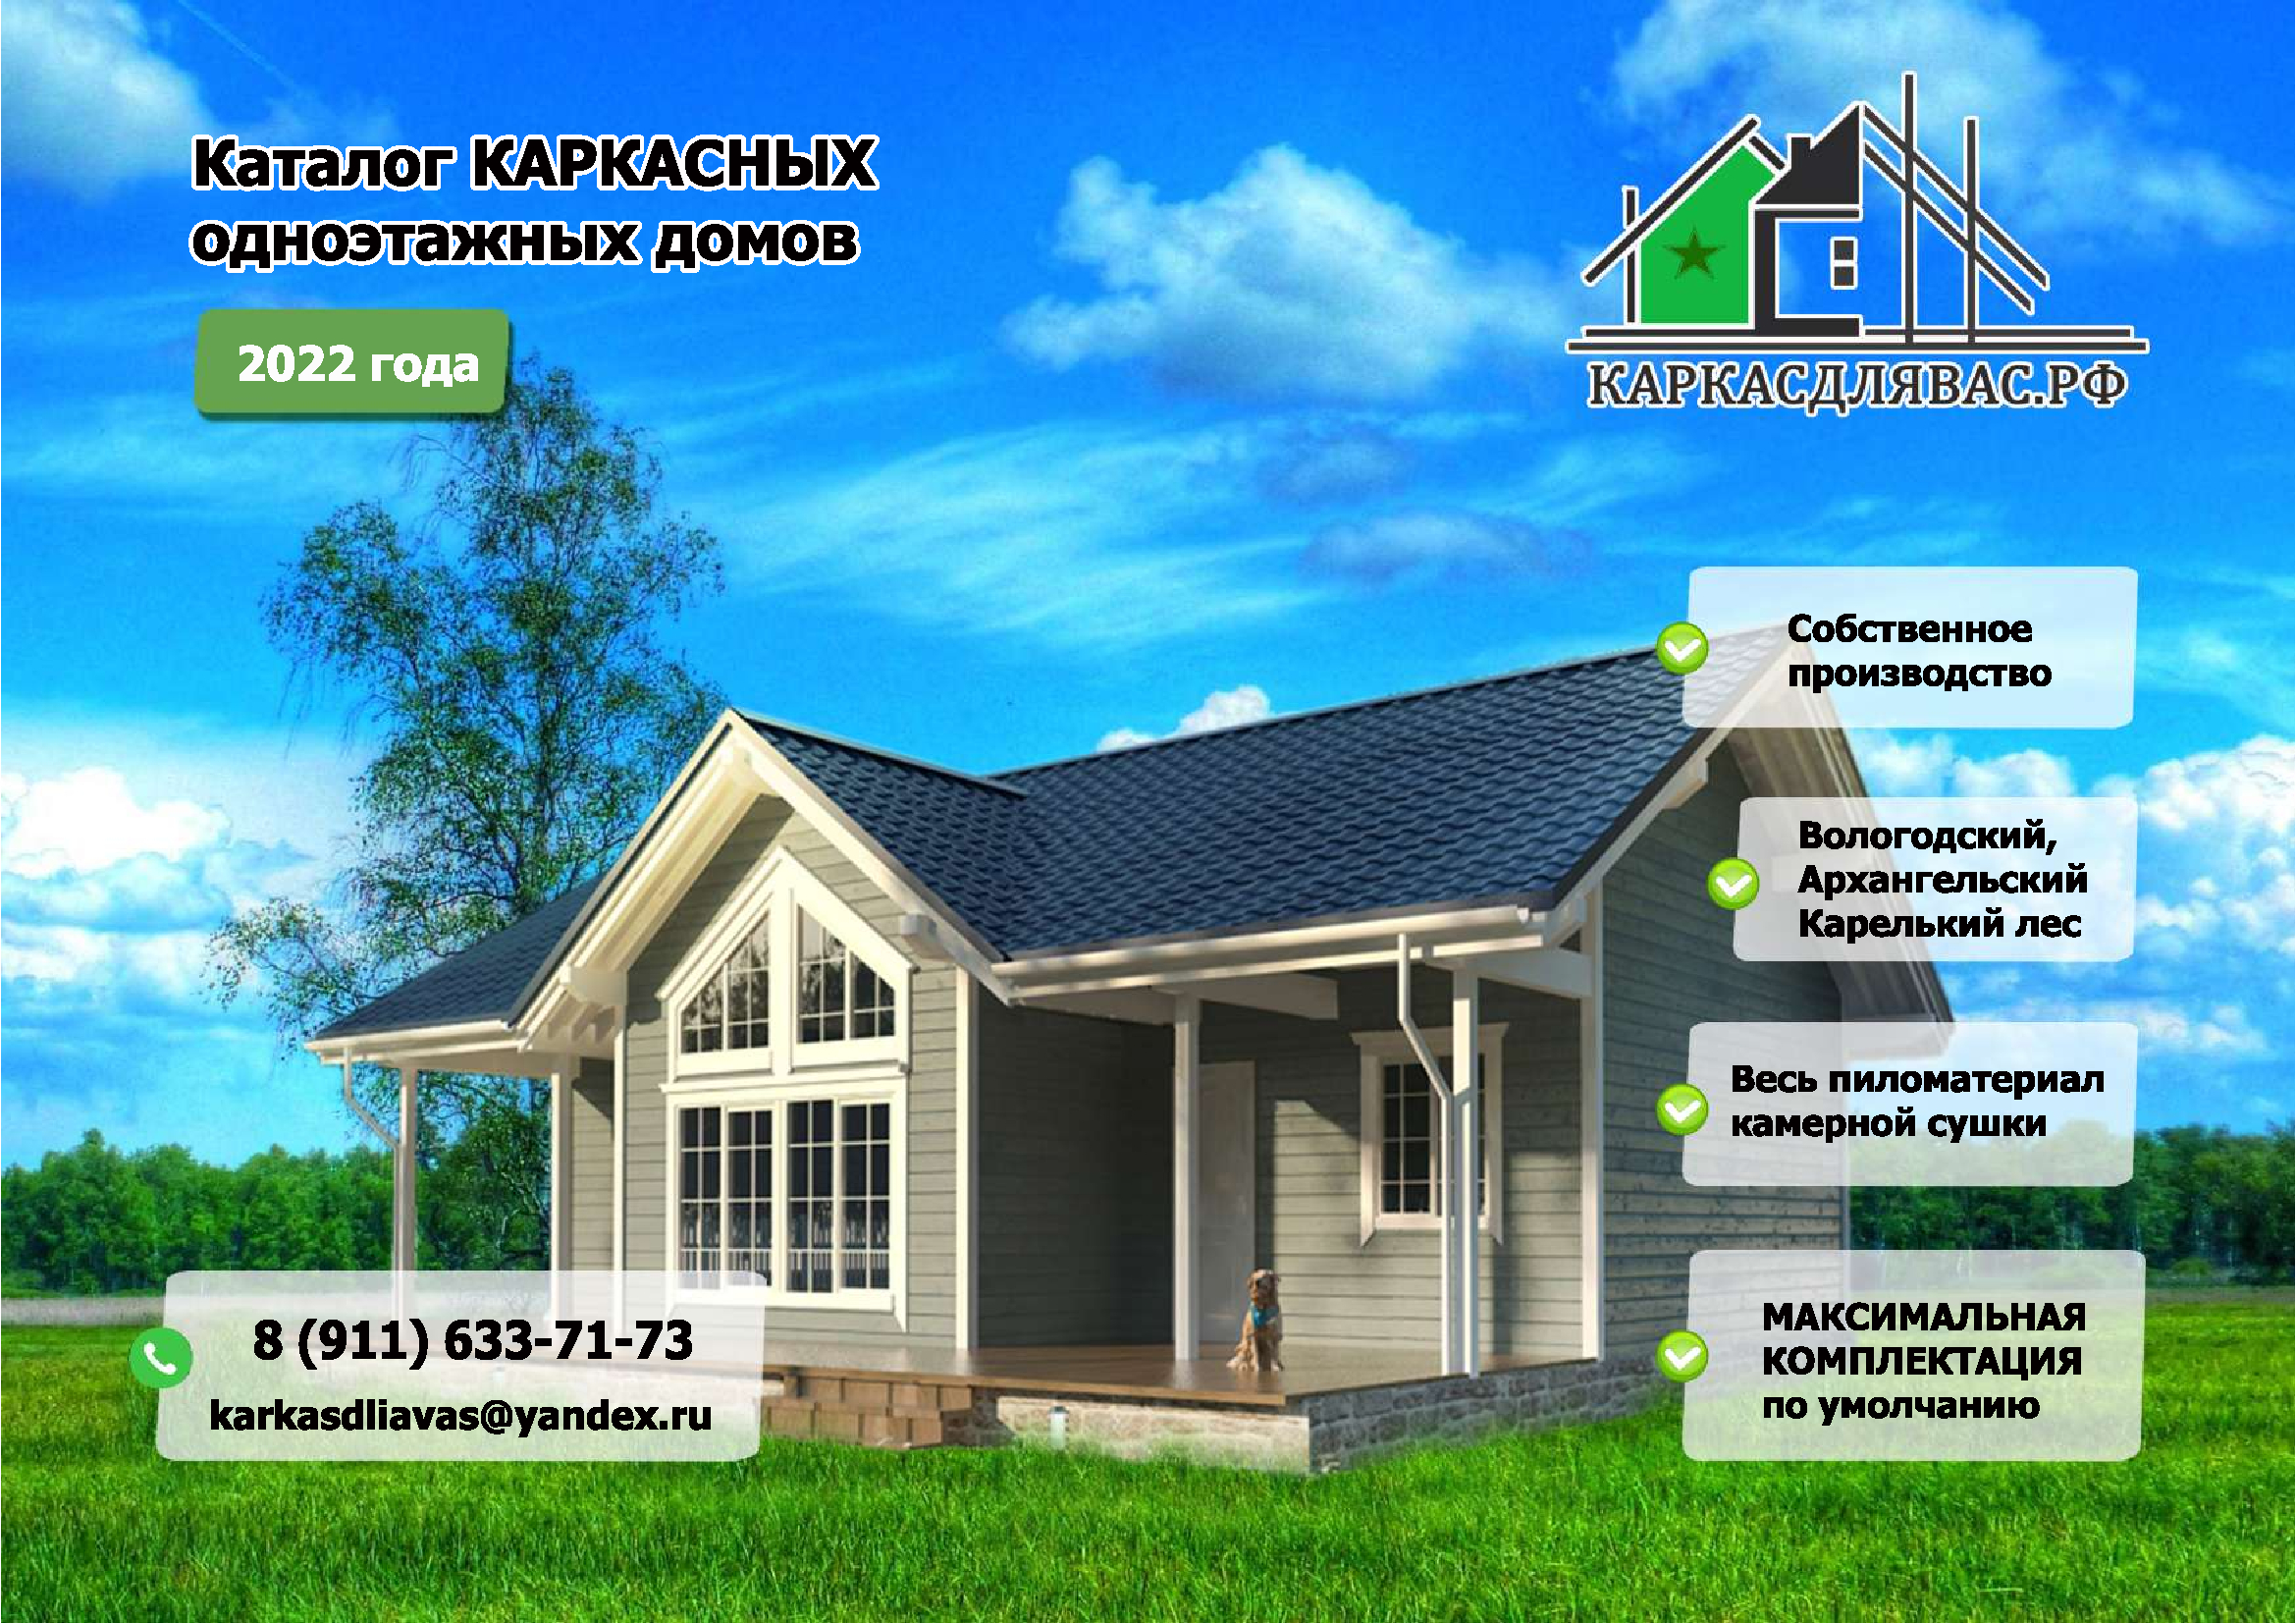 Каталог КАРКАСНЫХ
одноэтажных домов
2022 года
КАРКАСДЛЯВАС.РФ
Собственное
производство
Вологодский,
Архангельский
Карелький лес
Весь пиломатериал
камерной сушки
МАКСИМАЛЬНАЯ
КОМПЛЕКТАЦИЯ
по умолчанию
8 (911) 633-71-73
karkasdliavas@yandex.ru